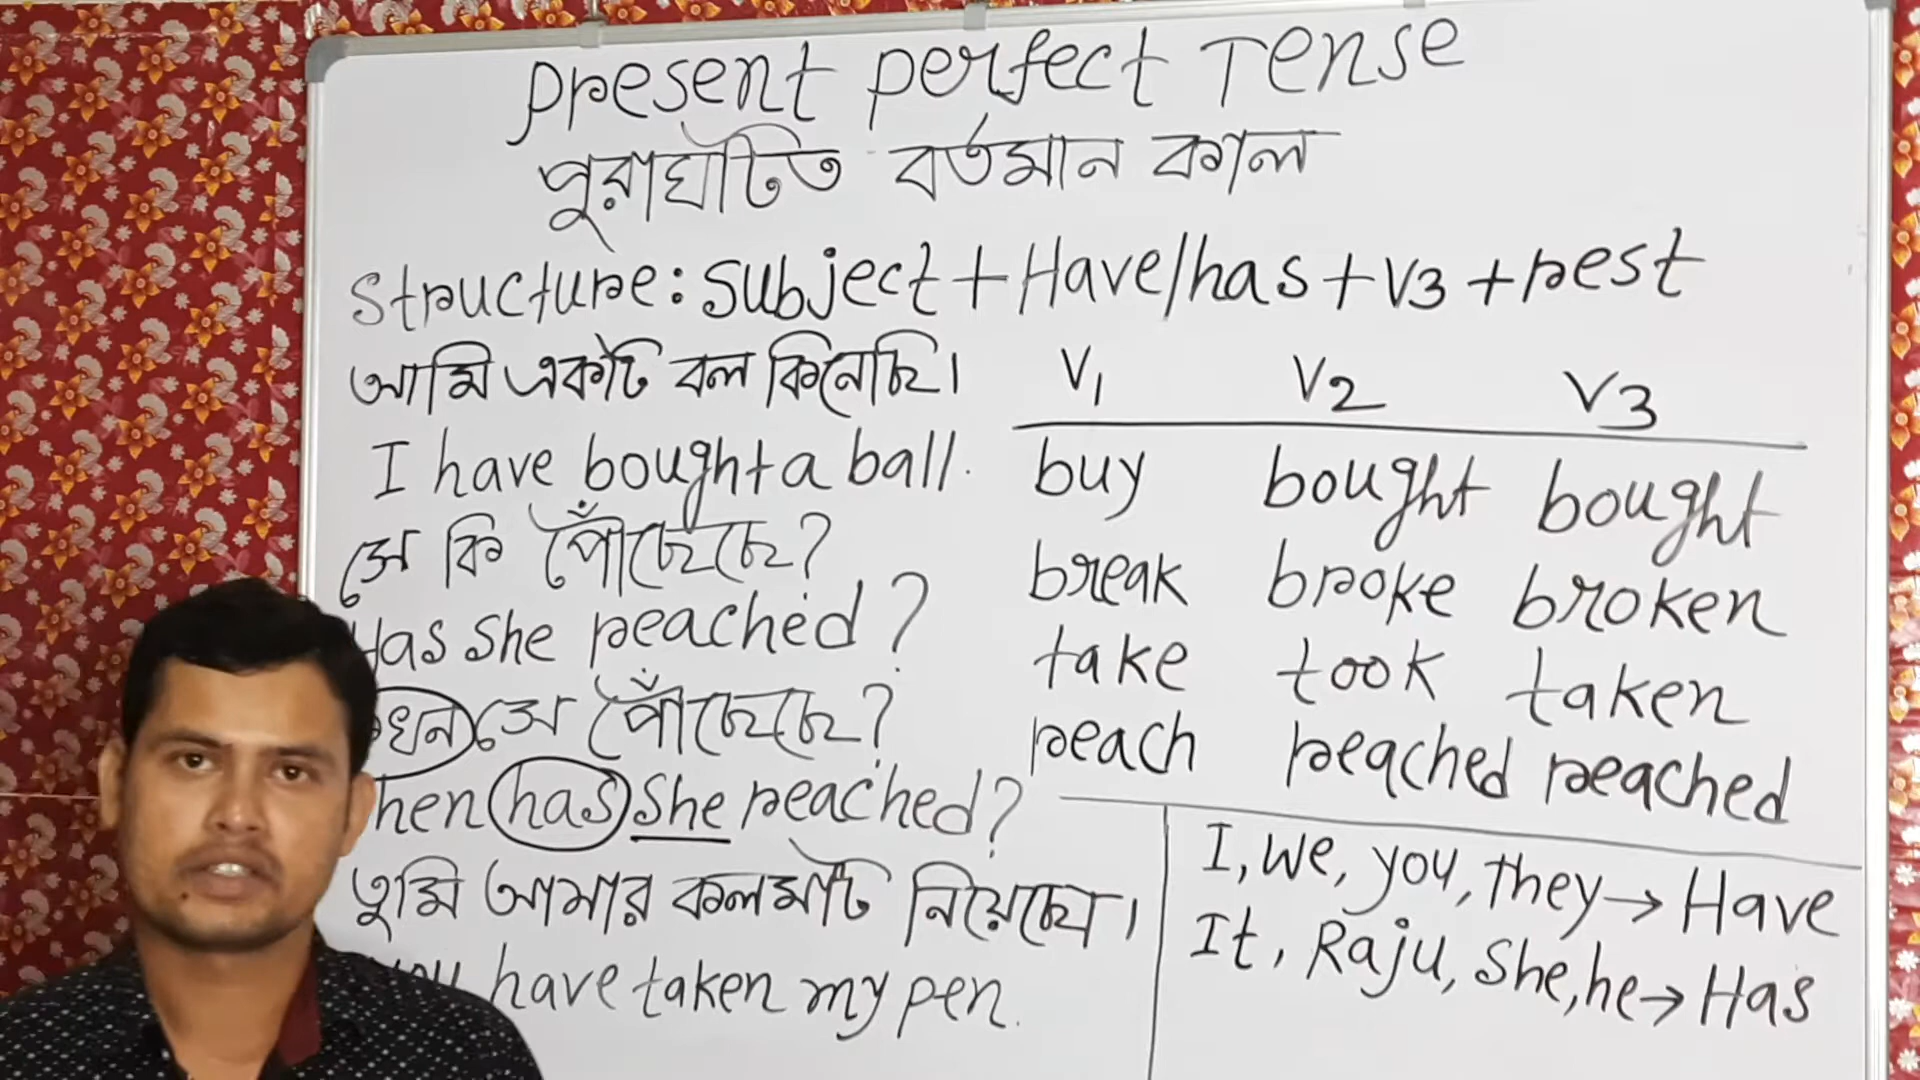 Present perfect Tense
পুরাঘটিত বর্তমান কাল
Structure: Subject + Have/has + V3 + rest
আমি একটি বল কিনেছি।
I have bought a ball.
সে কি পৌঁছেছে?
Has She reached?
সে পৌঁছেছে?
has She reached?
তুমি আমার কলমটি নিয়েছো।
you have taken my pen.
V1 V2 V3
buy bought bought
break broke broken
take took taken
reach reached reached
I, We, you, They → Have
It, Raju, She, he → Has